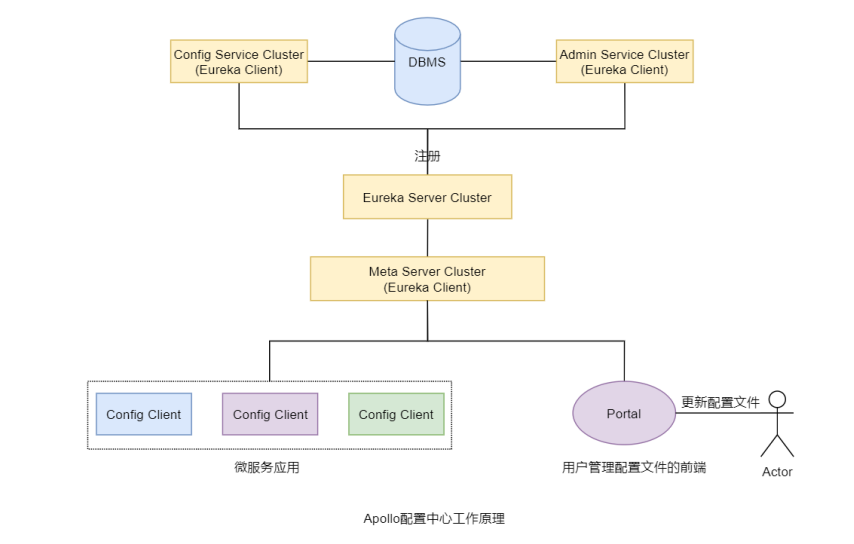 Config Service Cluster
(Eureka Client)
DBMS
Admin Service Cluster
(Eureka Client)
注册
Eureka Server Cluster
Meta Server Cluster
(Eureka Client)
Config Client
Config Client
Config Client
Portal
更新配置文件
微服务应用
用户管理配置文件的前端
Actor
Apollo配置中心工作原理